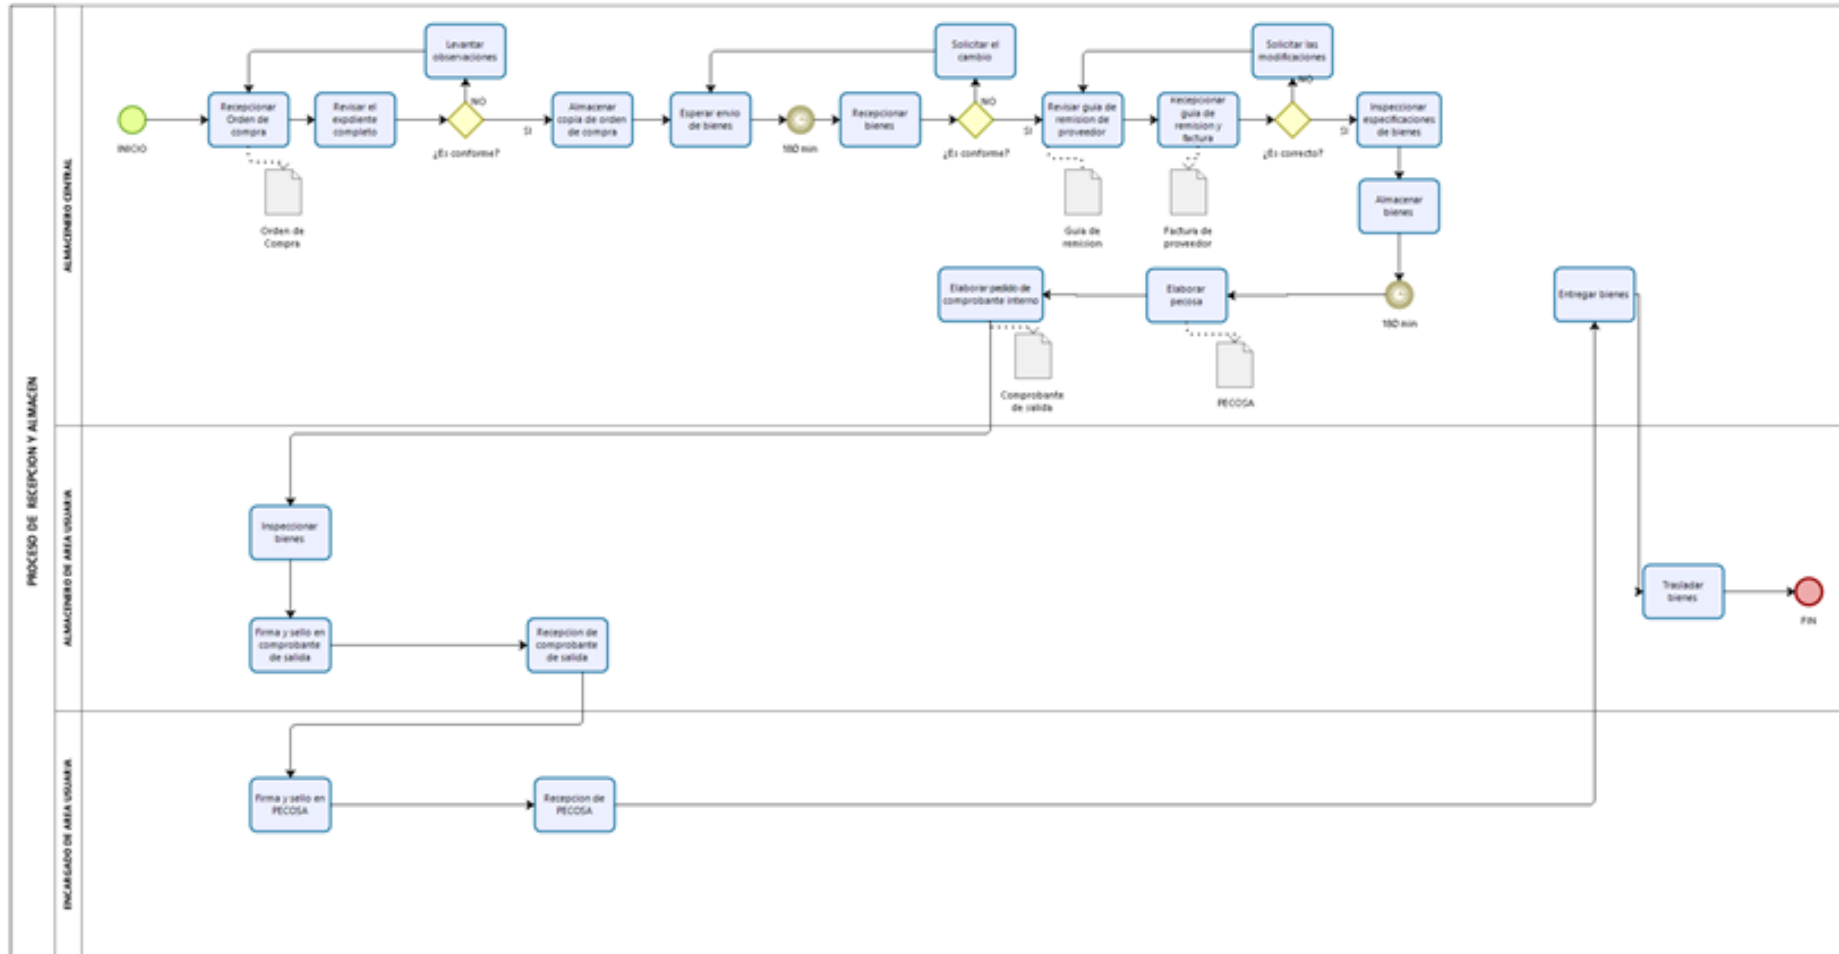 PROCESO DE RECEPCION Y ALMACEN
ALMACENERO CENTRAL
INICIO
Recepcionar
Orden de
compra
Orden de
Compra
Revisar el
expdiente
completo
Levantar
observaciones
NO
¿Es conforme?
SI
Almacenar
copia de orden
de compra
Esperar envio
de bienes
180 min
Recepcionar
bienes
Solicitar el
cambio
NO
¿Es conforme?
SI
Revisar guia de
remision de
proveedor
Guia de
remision
Recepcionar
guia de
remision y
factura
Factura de
proveedor
Solicitar las
modificaciones
NO
¿Es correcto?
SI
Inspeccionar
especificaciones
de bienes
Almacenar
bienes
180 min
Elaborar
pecosa
PECOSA
Elaborar pedido de
comprobante interno
Comprobante
de salida
Entregar bienes
ALMACENERO DE AREA USUARIA
Inspeccionar
bienes
Firma y sello en
comprobante
de salida
Recepcion de
comprobante
de salida
Trasladar
bienes
FIN
ENCARGADO DE AREA USUARIA
Firma y sello en
PECOSA
Recepcion de
PECOSA